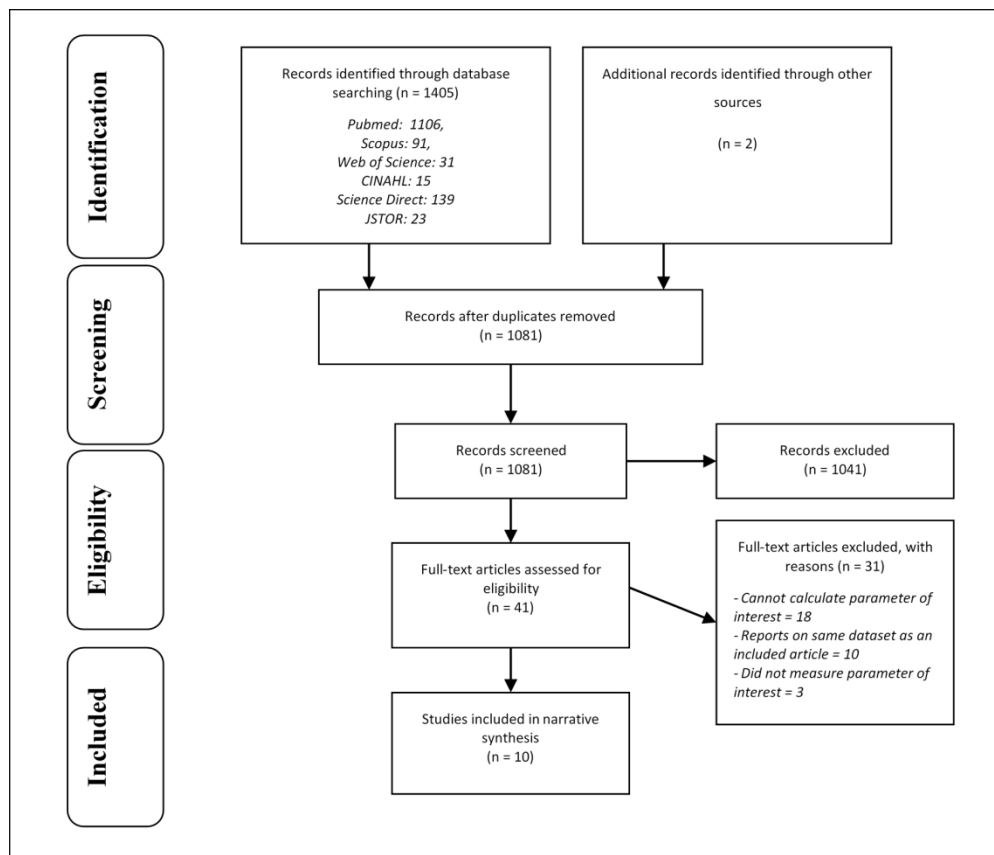 Identification
Records identified through database
searching (n = 1405)
Pubmed: 1106,
Scopus: 91,
Web of Science: 31
CINAHL: 15
Science Direct: 139
JSTOR: 23
Additional records identified through other
sources
(n = 2)
Screening
Records after duplicates removed
(n = 1081)
Records screened
(n = 1081)
Records excluded
(n = 1041)
Eligibility
Full-text articles assessed for
eligibility
(n = 41)
Full-text articles excluded, with
reasons (n = 31)
- Cannot calculate parameter of
interest = 18
- Reports on same dataset as an
included article = 10
- Did not measure parameter of
interest = 3
Included
Studies included in narrative
synthesis
(n = 10)